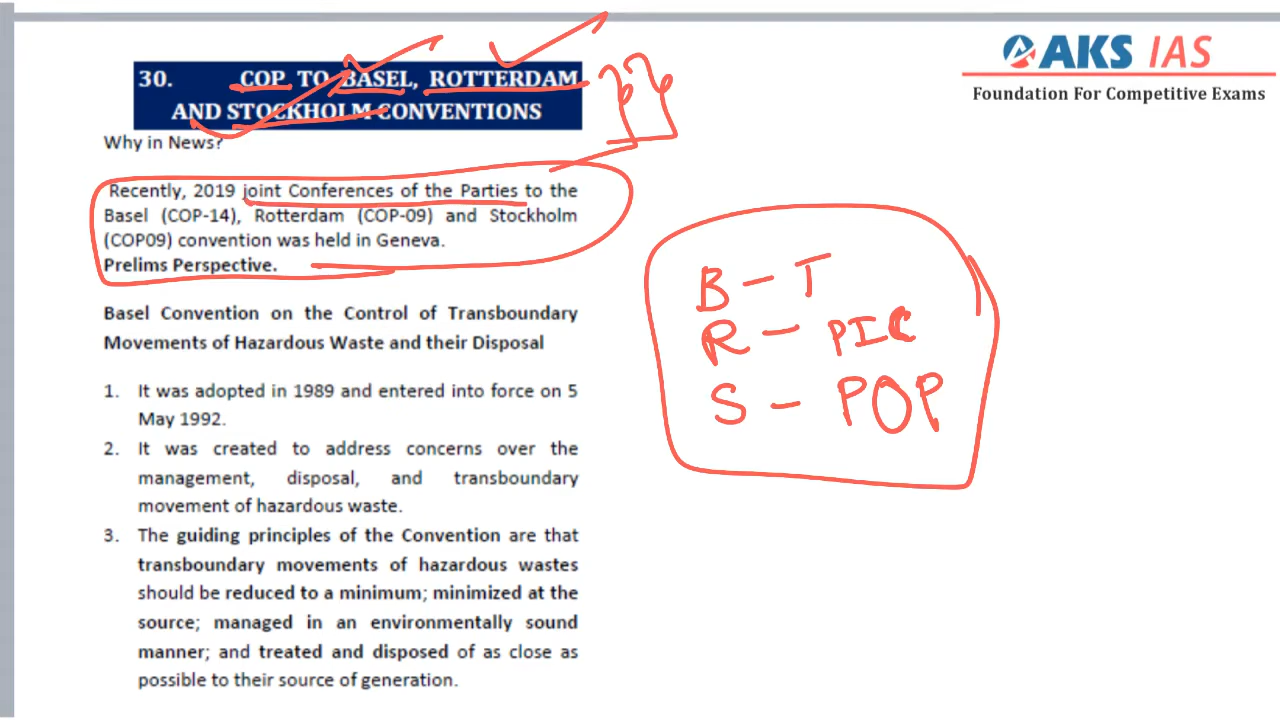 30. COP TO BASEL, ROTTERDAM
AND STOCKHOLM CONVENTIONS
Why in News?
Recently, 2019 joint Conferences of the Parties to the
Basel (COP-14), Rotterdam (COP-09) and Stockholm
(COP09) convention was held in Geneva.
Prelims Perspective.
Basel Convention on the Control of Transboundary
Movements of Hazardous Waste and their Disposal
1. It was adopted in 1989 and entered into force on 5
May 1992.
2. It was created to address concerns over the
management, disposal, and transboundary
movement of hazardous waste.
3. The guiding principles of the Convention are that
transboundary movements of hazardous wastes
should be reduced to a minimum; minimized at the
source; managed in an environmentally sound
manner; and treated and disposed of as close as
possible to their source of generation.
AKS IAS
Foundation For Competitive Exams
B - T
R - PIC
S - POP